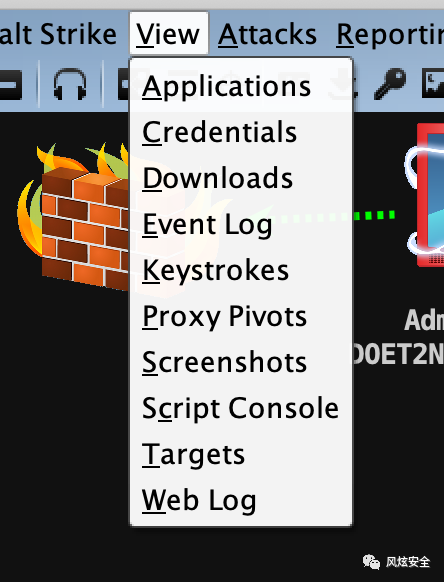 alt Strike View Attacks Reportin
Applications
Credentials
Downloads
Event Log
Keystrokes
Proxy Pivots
Screenshots
Script Console
Targets
Web Log
Adm
D0ET2N
风炫安全